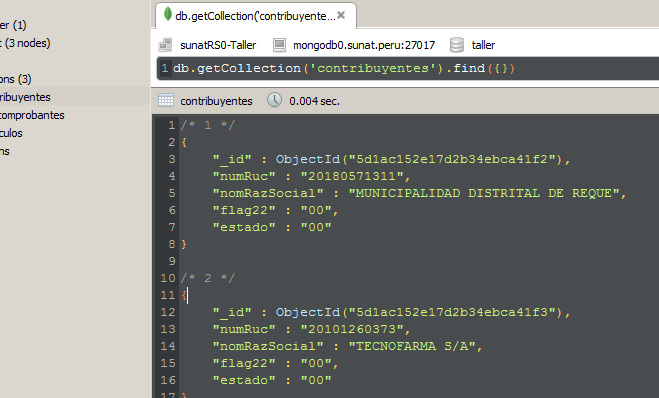 db.getCollection('contribuyente...
er (1)
t (3 nodes)
sunatRS0-Taller mongodb0.sunat.peru:27017 taller
1 db.getCollection('contribuyentes').find({})
ons (3)
ribuyentes
comprobantes
culos
ns
contribuyentes 0.004 sec.
1 /* 1 */
2 {
3 "_id" : ObjectId("5d1ac152e17d2b34ebca41f2"),
4 "numRuc" : "20180571311",
5 "nomRazSocial" : "MUNICIPALIDAD DISTRITAL DE REQUE",
6 "flag22" : "00",
7 "estado" : "00"
8 }
9
10 /* 2 */
11 {
12 "_id" : ObjectId("5d1ac152e17d2b34ebca41f3"),
13 "numRuc" : "20101260373",
14 "nomRazSocial" : "TECNOFARMA S/A",
15 "flag22" : "00",
16 "estado" : "00"
17 }